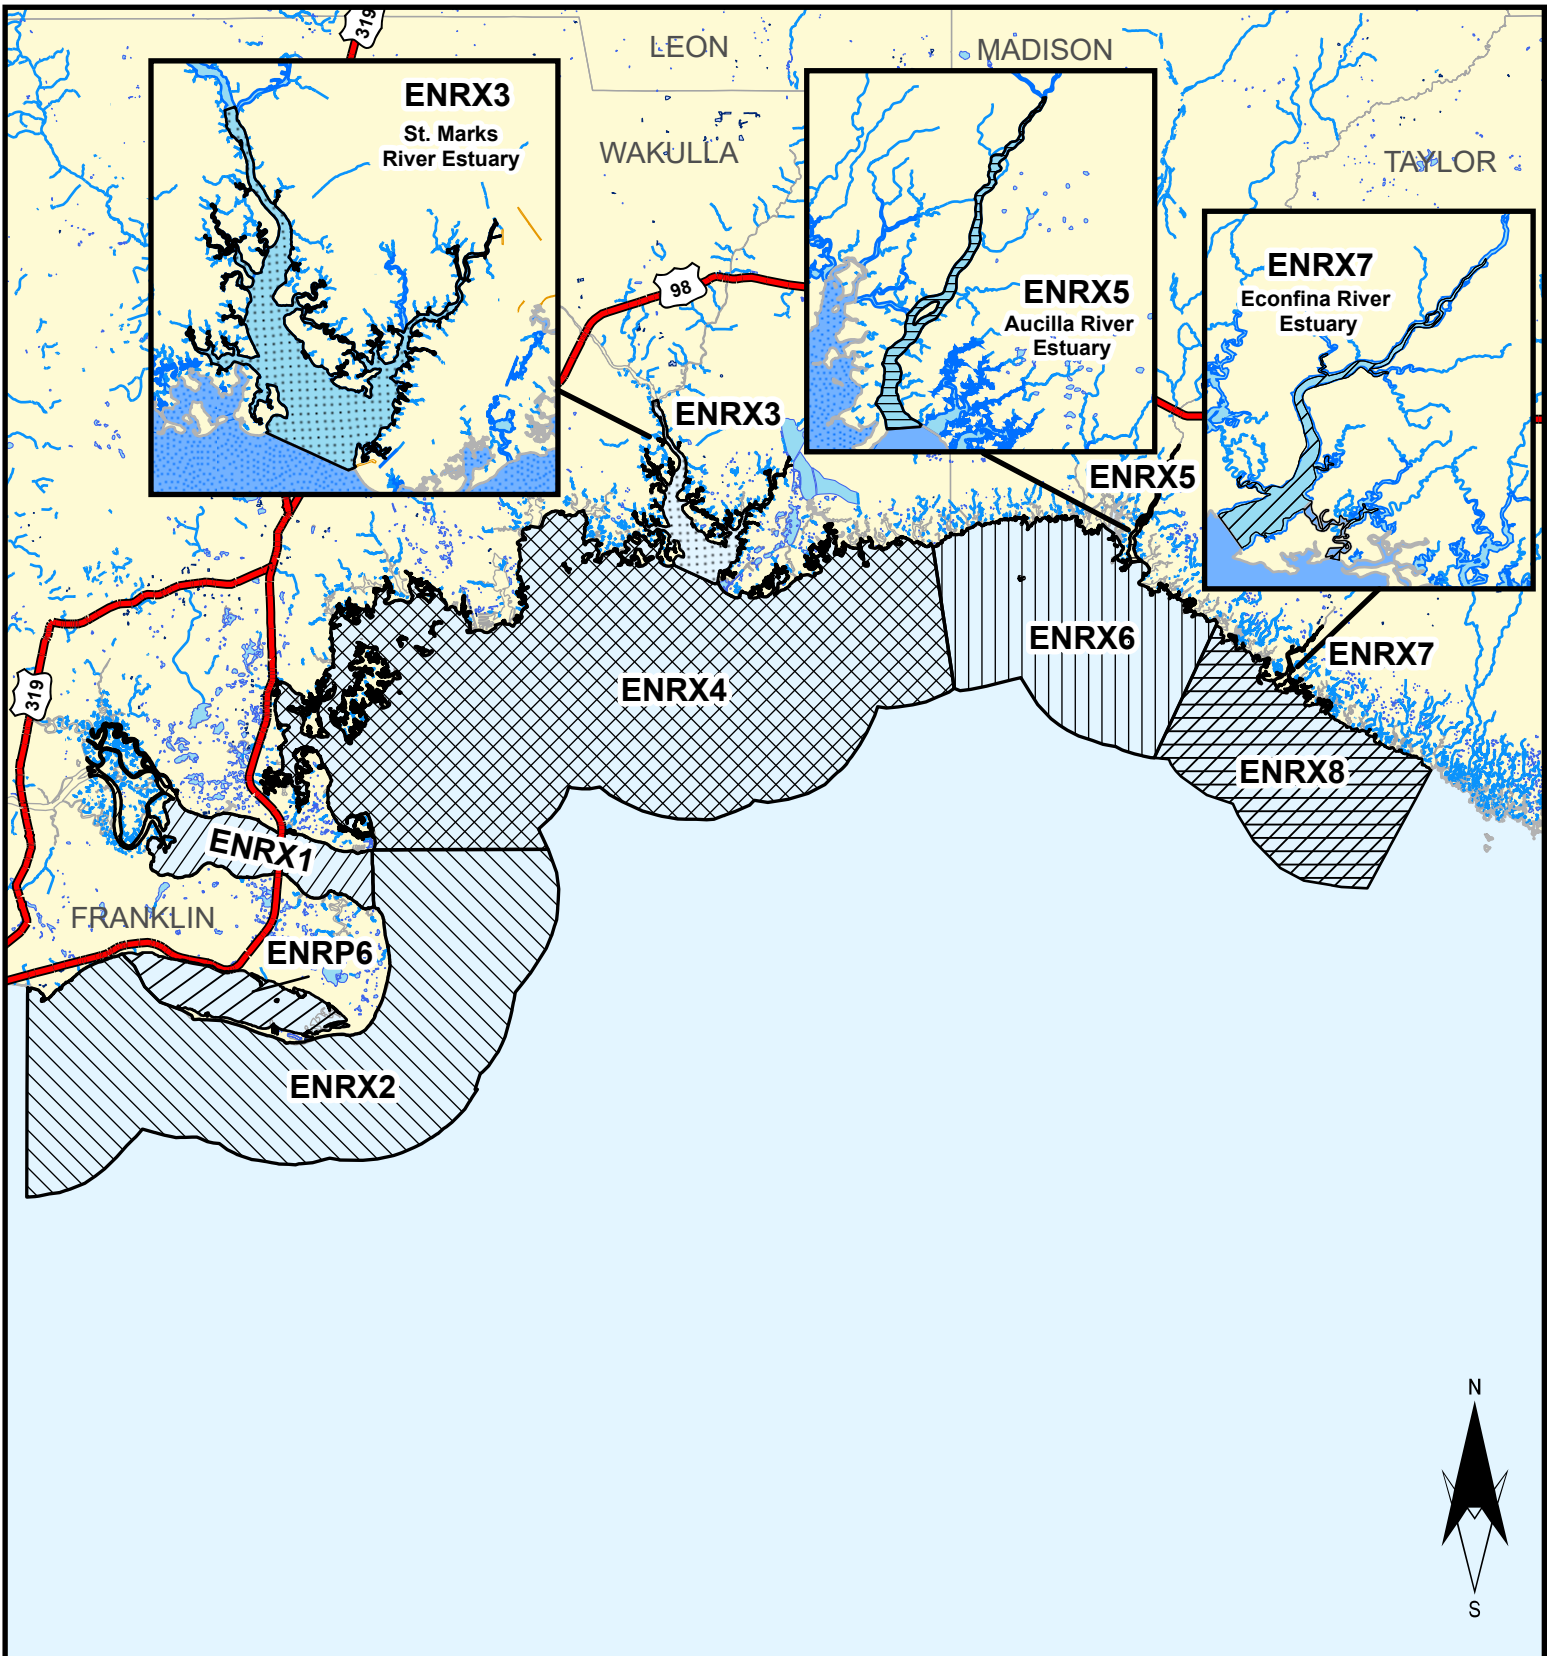 319
LEON
MADISON
ENRX3
St. Marks
River Estuary
WAKULLA
TAYLOR
ENRX7
Econfina River
Estuary
98
ENRX5
Aucilla River
Estuary
ENRX3
ENRX5
ENRX6
ENRX7
ENRX4
319
ENRX8
ENRX1
FRANKLIN
ENRP6
ENRX2
N
S